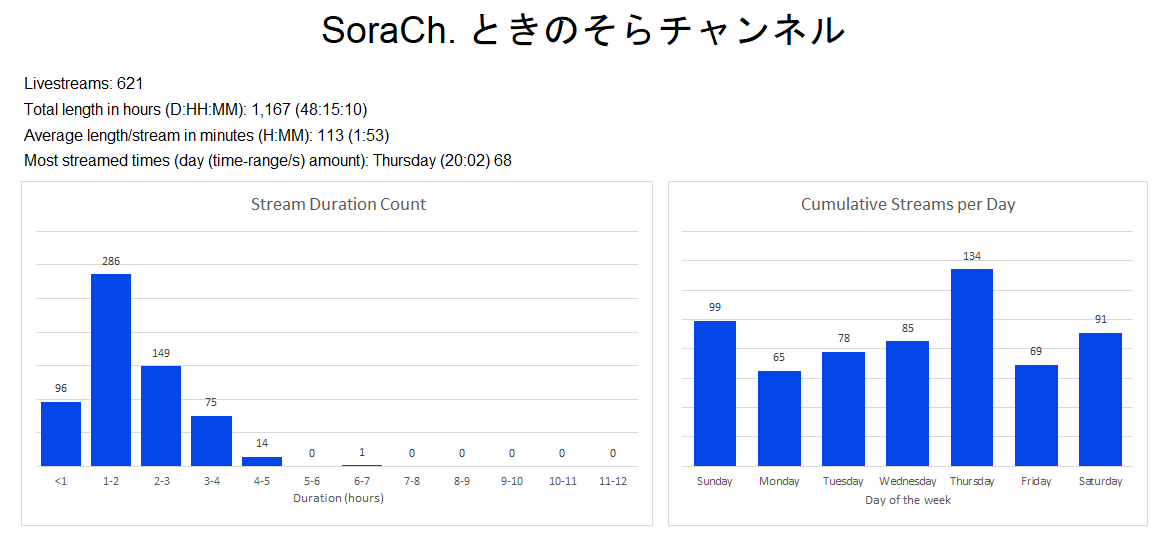 SoraCh. ときのそらチャンネル
Livestreams: 621
Total length in hours (D:HH:MM): 1,167 (48:15:10)
Average length/stream in minutes (H:MM): 113 (1:53)
Most streamed times (day (time-range/s) amount): Thursday (20:02) 68
Stream Duration Count
96 286 149 75 14 0 1 0 0 0 0 0
<1 1-2 2-3 3-4 4-5 5-6 6-7 7-8 8-9 9-10 10-11 11-12
Duration (hours)
Cumulative Streams per Day
99 65 78 85 134 69 91
Sunday Monday Tuesday Wednesday Thursday Friday Saturday
Day of the week